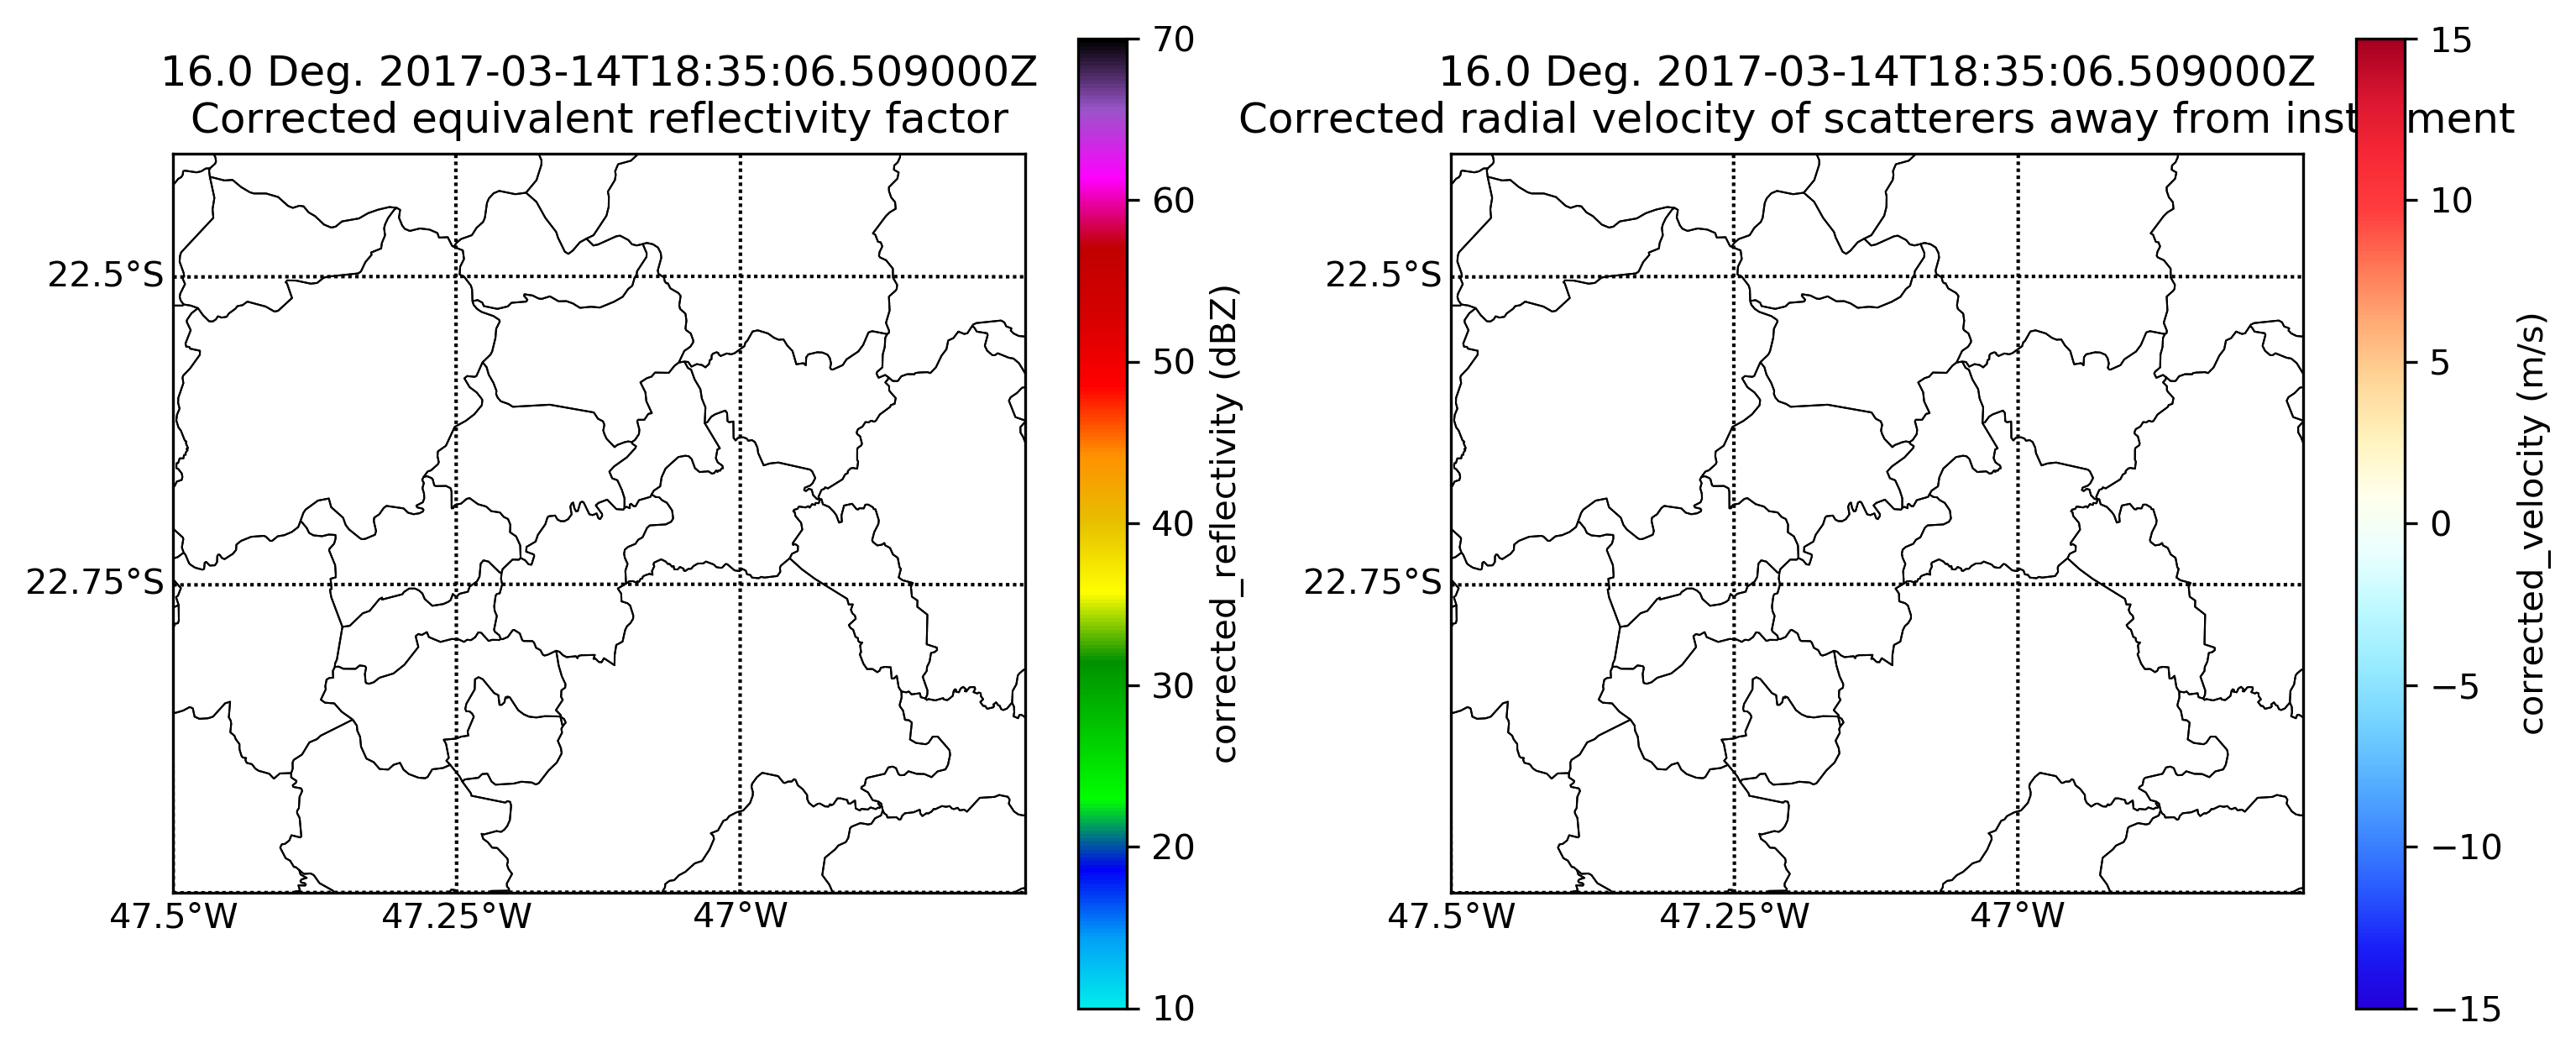 16.0 Deg. 2017-03-14T18:35:06.509000Z
Corrected equivalent reflectivity factor
22.5°S
22.75°S
47.5°W
47.25°W
47°W
70
60
50
40
30
20
10
corrected_reflectivity (dBZ)
16.0 Deg. 2017-03-14T18:35:06.509000Z
Corrected radial velocity of scatterers away from inst ment
22.5°S
22.75°S
47.5°W
47.25°W
47°W
15
10
5
0
−5
−10
−15
corrected_velocity (m/s)